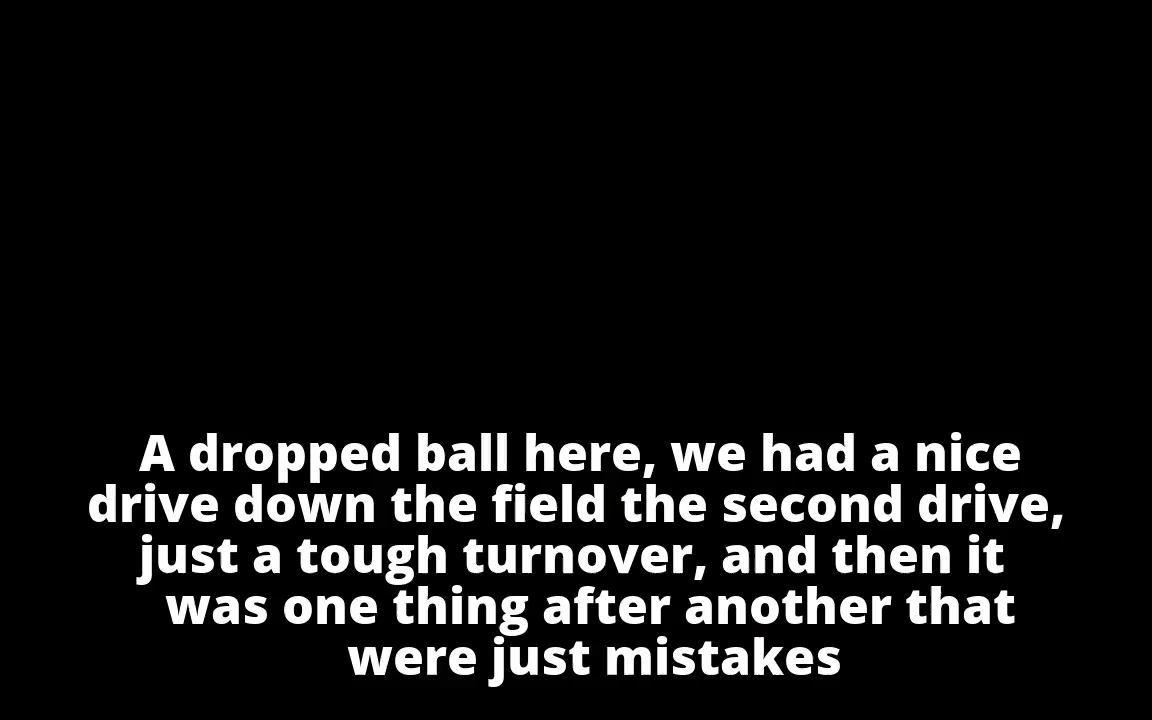 A dropped ball here, we had a nice
drive down the field the second drive,
just a tough turnover, and then it
was one thing after another that
were just mistakes